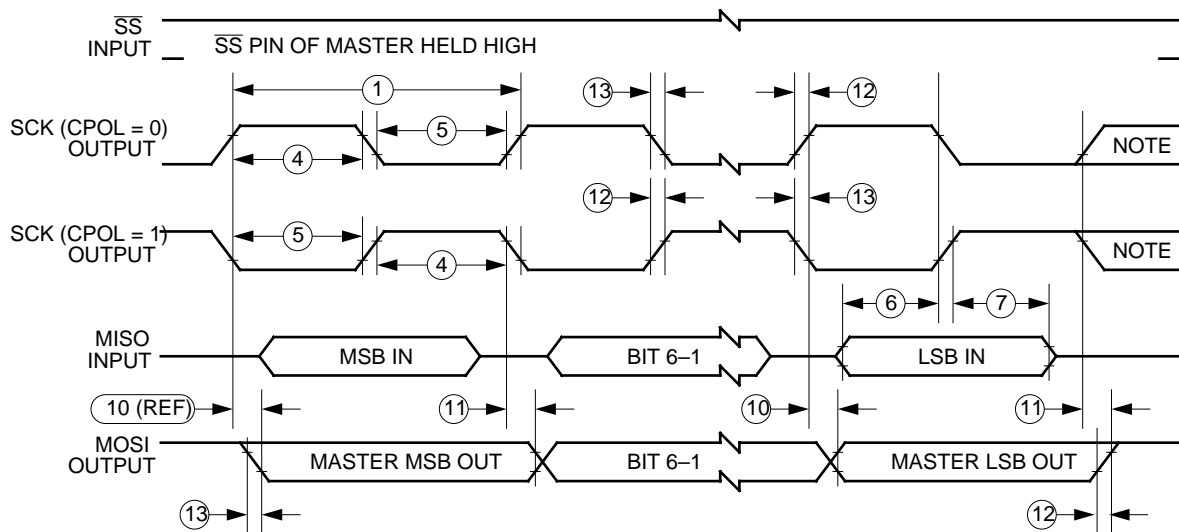 SS
INPUT
SS PIN OF MASTER HELD HIGH
1
13
12
SCK (CPOL = 0)
OUTPUT
5
4
NOTE
12
13
SCK (CPOL = 1)
OUTPUT
5
4
NOTE
6
7
MISO
INPUT
MSB IN
BIT 6–1
LSB IN
10 (REF)
11
10
11
MOSI
OUTPUT
MASTER MSB OUT
BIT 6–1
MASTER LSB OUT
13
12